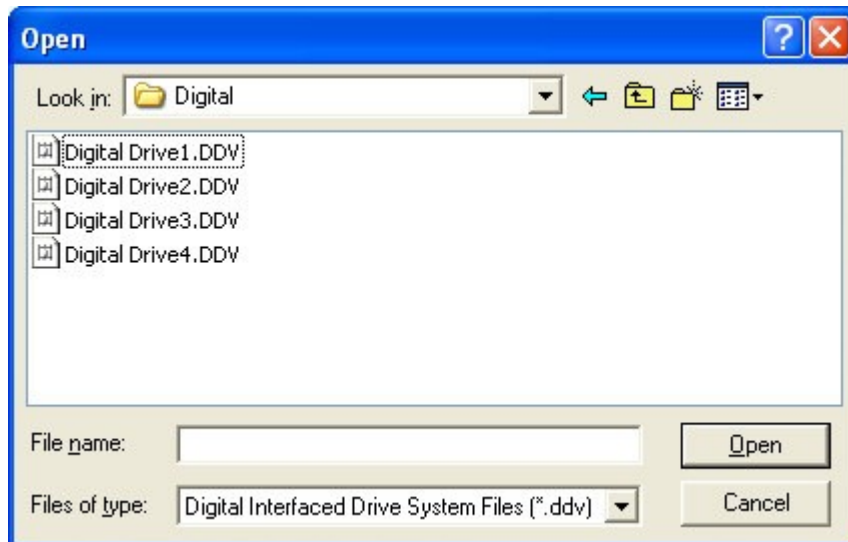 Open
Look in: Digital
Digital Drive1.DDV
Digital Drive2.DDV
Digital Drive3.DDV
Digital Drive4.DDV
File name: Open
Files of type: Digital Interfaced Drive System Files (*.ddv) Cancel